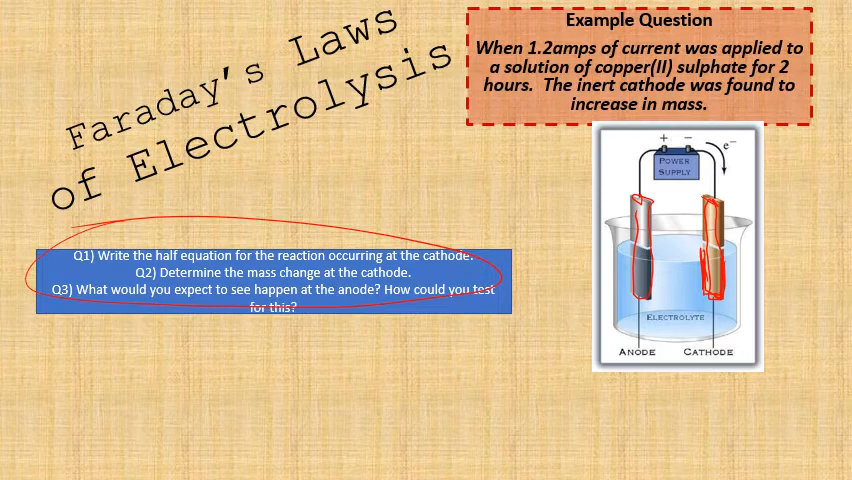 Faraday's Laws
of Electrolysis
Example Question
When 1.2amps of current was applied to
a solution of copper(II) sulphate for 2
hours. The inert cathode was found to
increase in mass.
+ −
e−
POWER
SUPPLY
ELECTROLYTE
ANODE CATHODE
Q1) Write the half equation for the reaction occurring at the cathode.
Q2) Determine the mass change at the cathode.
Q3) What would you expect to see happen at the anode? How could you test
for this?